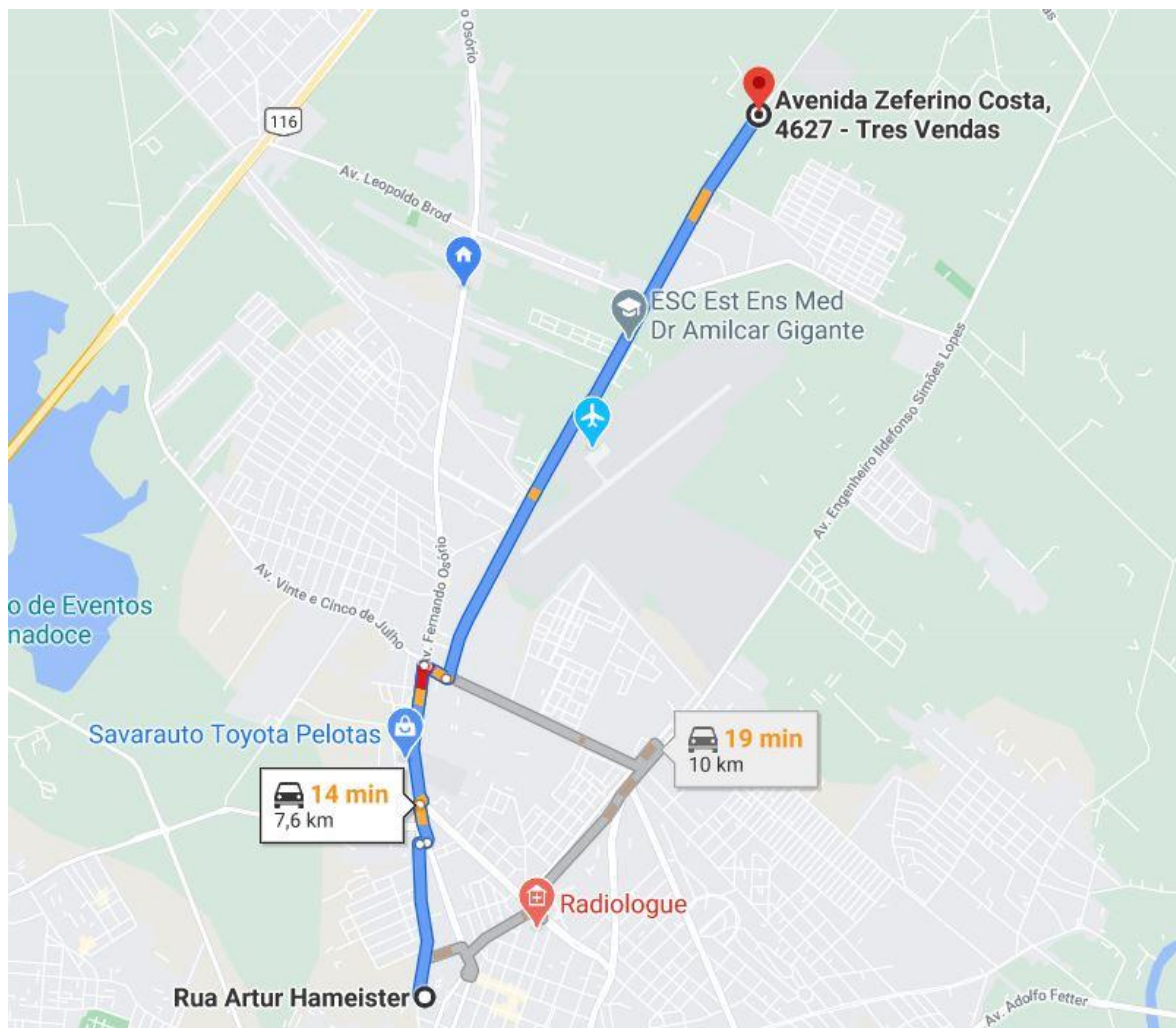 o Osório
as
Avenida Zeferino Costa,
4627 - Tres Vendas
116
Av. Leopoldo Brod
ESC Est Ens Med
Dr Amilcar Gigante
Av. Engenheiro Ildefonso Simões Lopes
Av. Fernando Osório
Av. Vinte e Cinco de Julho
o de Eventos
nadoce
Savarauto Toyota Pelotas
19 min
10 km
14 min
7,6 km
Radiologue
Rua Artur Hameister
Av. Adolfo Fetter